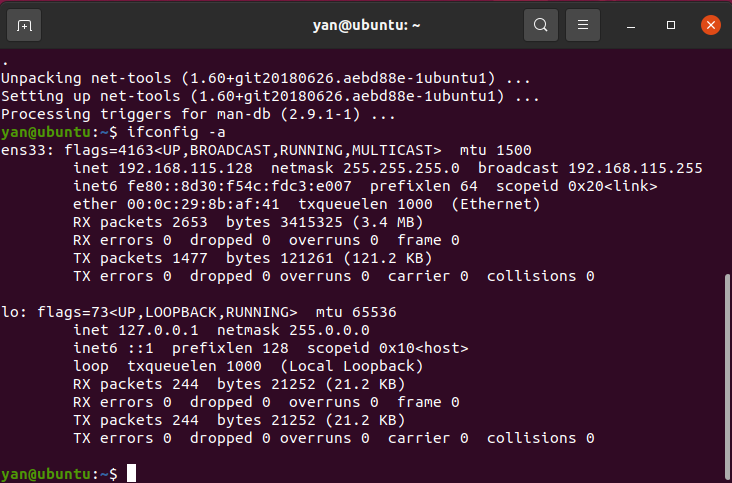 yan@ubuntu: ~
.
Unpacking net-tools (1.60+git20180626.aebd88e-1ubuntu1) ...
Setting up net-tools (1.60+git20180626.aebd88e-1ubuntu1) ...
Processing triggers for man-db (2.9.1-1) ...
yan@ubuntu:~$ ifconfig -a
ens33: flags=4163<UP,BROADCAST,RUNNING,MULTICAST>  mtu 1500
        inet 192.168.115.128  netmask 255.255.255.0  broadcast 192.168.115.255
        inet6 fe80::8d30:f54c:fdc3:e007  prefixlen 64  scopeid 0x20<link>
        ether 00:0c:29:8b:af:41  txqueuelen 1000  (Ethernet)
        RX packets 2653  bytes 3415325 (3.4 MB)
        RX errors 0  dropped 0  overruns 0  frame 0
        TX packets 1477  bytes 121261 (121.2 KB)
        TX errors 0  dropped 0 overruns 0  carrier 0  collisions 0

lo: flags=73<UP,LOOPBACK,RUNNING>  mtu 65536
        inet 127.0.0.1  netmask 255.0.0.0
        inet6 ::1  prefixlen 128  scopeid 0x10<host>
        loop  txqueuelen 1000  (Local Loopback)
        RX packets 244  bytes 21252 (21.2 KB)
        RX errors 0  dropped 0  overruns 0  frame 0
        TX packets 244  bytes 21252 (21.2 KB)
        TX errors 0  dropped 0 overruns 0  carrier 0  collisions 0

yan@ubuntu:~$